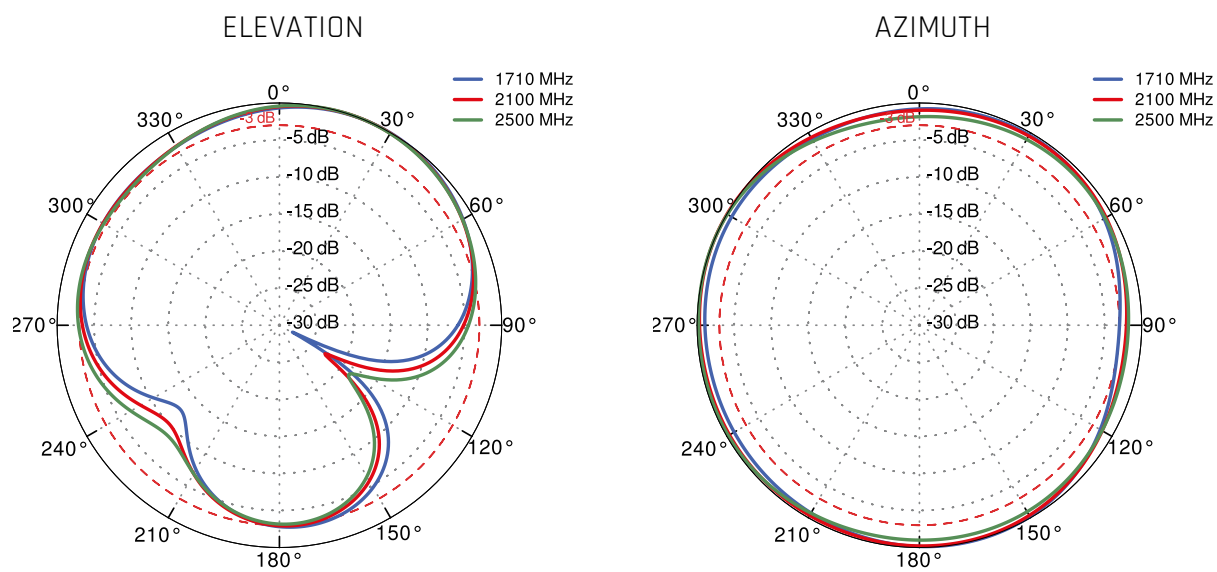 ELEVATION
1710 MHz
2100 MHz
2500 MHz
0°
-3 dB
330°
30°
-5 dB
-10 dB
300°
60°
-15 dB
-20 dB
-25 dB
-30 dB
270°
90°
240°
120°
210°
150°
180°
AZIMUTH
1710 MHz
2100 MHz
2500 MHz
0°
-3 dB
330°
30°
-5 dB
-10 dB
300°
60°
-15 dB
-20 dB
-25 dB
-30 dB
270°
90°
240°
120°
210°
150°
180°